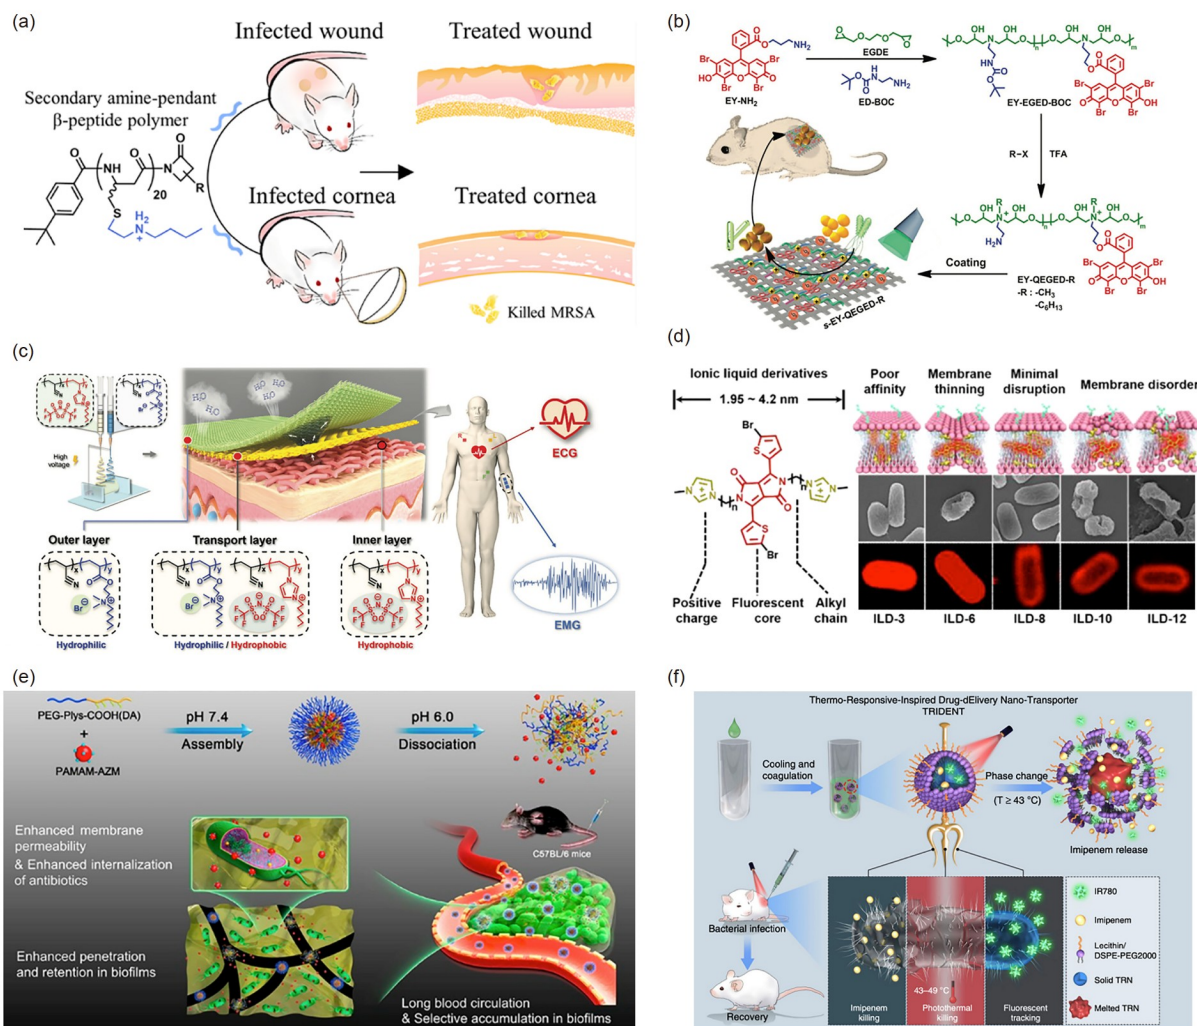 (a)
Infected wound
Treated wound
Secondary amine-pendant
β-peptide polymer
O
HN
O
O
N
R
20
S
NH2
+
Infected cornea
Treated cornea
Killed MRSA
(b)
EY-NH2
EGDE
ED-BOC
EY-EGED-BOC
R-X
TFA
EY-QEGED-R
-R : -CH3
-C6H13
Coating
s-EY-QEGED-R
(c)
High
voltage
H2O
H2O
ECG
EMG
Outer layer
Transport layer
Inner layer
Hydrophilic
Hydrophilic / Hydrophobic
Hydrophobic
(d)
Ionic liquid derivatives
1.95 ~ 4.2 nm
Poor
affinity
Membrane
thinning
Minimal
disruption
Membrane disorder
Br
S
N
O
O
N
S
Br
Positive
charge
Fluorescent
core
Alkyl
chain
ILD-3
ILD-6
ILD-8
ILD-10
ILD-12
(e)
PEG-Plys-COOH(DA)
+
PAMAM-AZM
pH 7.4
Assembly
pH 6.0
Dissociation
Enhanced membrane
permeability
& Enhanced internalization
of antibiotics
C57BL/6 mice
Enhanced penetration
and retention in biofilms
Long blood circulation
& Selective accumulation in biofilms
(f)
Thermo-Responsive-Inspired Drug-dElivery Nano-Transporter
TRIDENT
Cooling and
coagulation
Phase change
(T ≥ 43 °C)
Imipenem release
Bacterial infection
Recovery
43–49 °C
Imipenem
killing
Photothermal
killing
Fluorescent
tracking
IR780
Imipenem
Lecithin/
DSPE-PEG2000
Solid TRN
Melted TRN